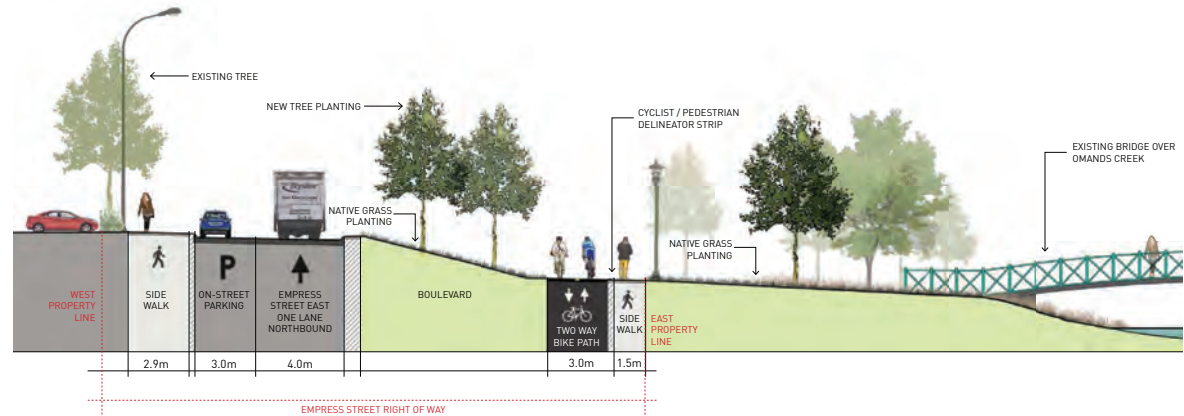 EXISTING TREE
NEW TREE PLANTING
CYCLIST / PEDESTRIAN
DELINEATOR STRIP
EXISTING BRIDGE OVER
OMANDS CREEK
NATIVE GRASS
PLANTING
NATIVE GRASS
PLANTING
WEST
PROPERTY
LINE
SIDE
WALK
P
ON-STREET
PARKING
EMPRESS
STREET EAST
ONE LANE
NORTHBOUND
BOULEVARD
TWO WAY
BIKE PATH
SIDE
WALK
EAST
PROPERTY
LINE
2.9m
3.0m
4.0m
3.0m
1.5m
EMPRESS STREET RIGHT OF WAY